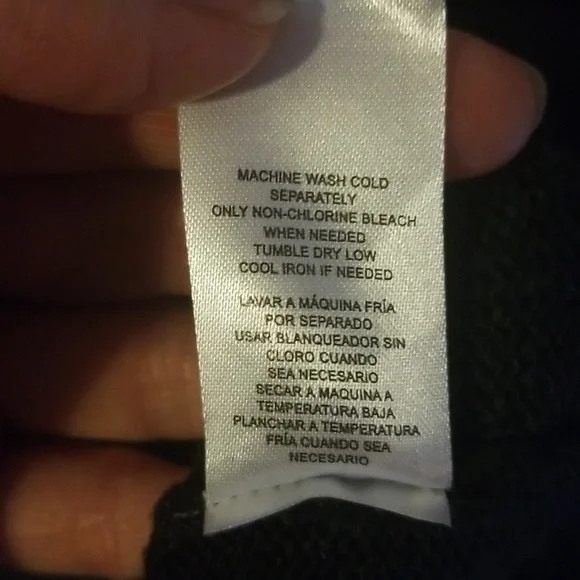 MACHINE WASH COLD
SEPARATELY
ONLY NON-CHLORINE BLEACH
WHEN NEEDED
TUMBLE DRY LOW
COOL IRON IF NEEDED
LAVAR A MÁQUINA FRÍA
POR SEPARADO
USAR BLANQUEADOR SIN
CLORO CUANDO
SEA NECESARIO
SECAR A MAQUINA A
TEMPERATURA BAJA
PLANCHAR A TEMPERATURA
FRÍA CUANDO SEA
NECESARIO